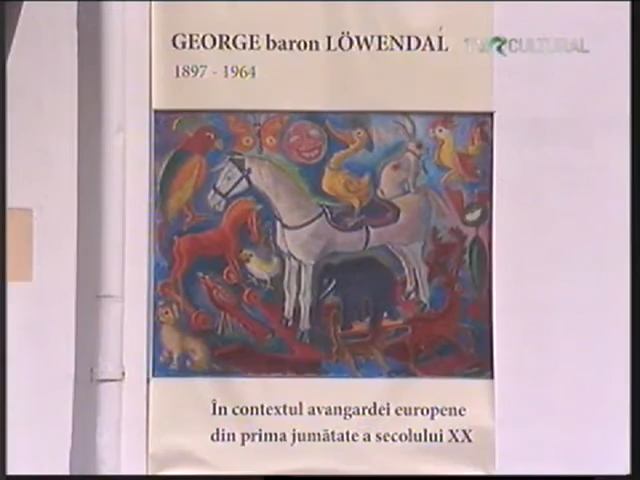 GEORGE baron LÖWENDAL
1897 - 1964
TVR CULTURAL
În contextul avangardei europene
din prima jumătate a secolului XX